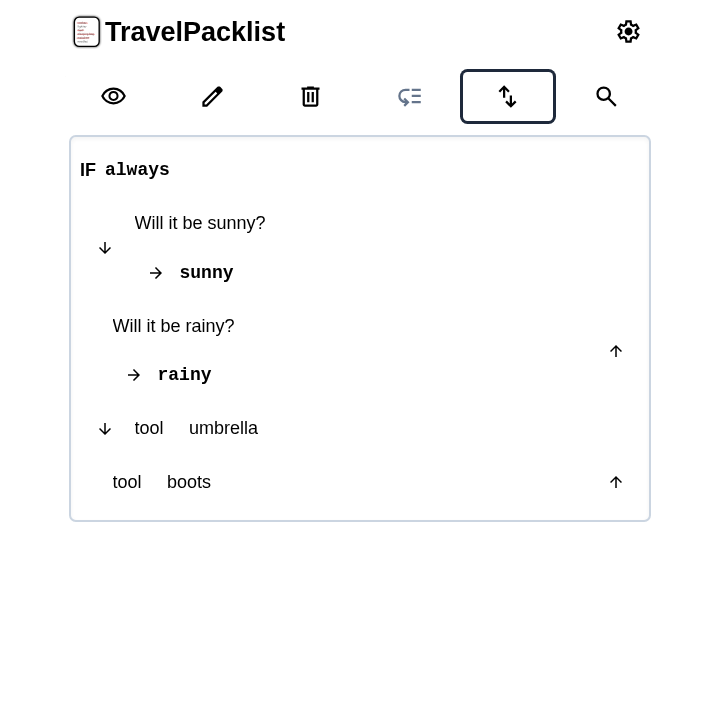 TravelPacklist
IF always
Will it be sunny?
↓
→ sunny
Will it be rainy?
↑
→ rainy
↓ tool umbrella
tool boots ↑